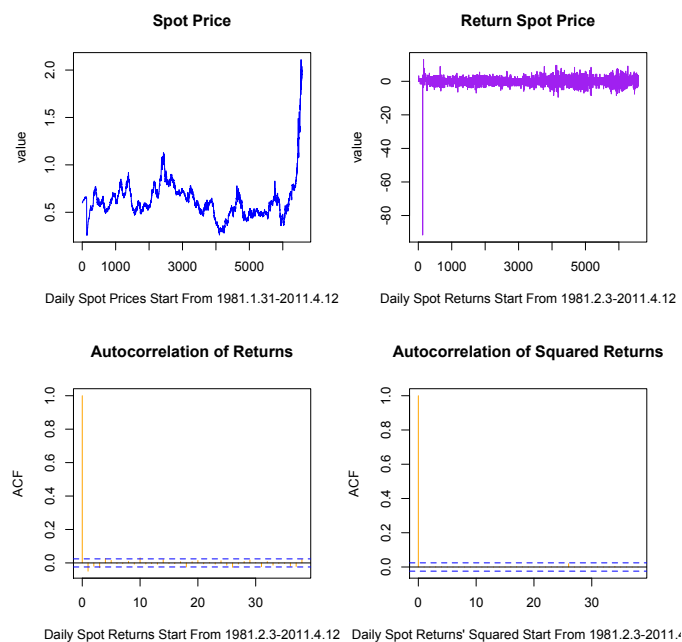 Spot Price
value
0.5 1.0 1.5 2.0
0 1000 3000 5000
Daily Spot Prices Start From 1981.1.31-2011.4.12
Return Spot Price
value
-80 -60 -40 -20 0
0 1000 3000 5000
Daily Spot Returns Start From 1981.2.3-2011.4.12
Autocorrelation of Returns
ACF
0.0 0.2 0.4 0.6 0.8 1.0
0 10 20 30
Daily Spot Returns Start From 1981.2.3-2011.4.12
Autocorrelation of Squared Returns
ACF
0.0 0.2 0.4 0.6 0.8 1.0
0 10 20 30
Daily Spot Returns' Squared Start From 1981.2.3-2011.4